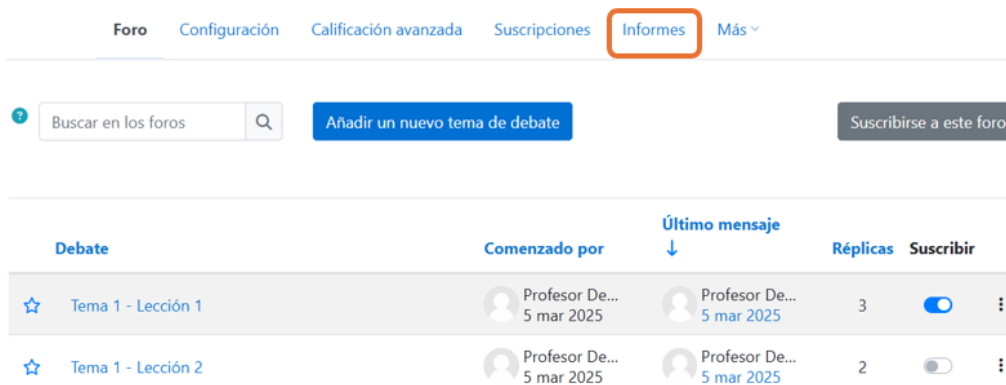 Foro Configuración Calificación avanzada Suscripciones Informes Más
? Buscar en los foros Añadir un nuevo tema de debate Suscribirse a este foro
Debate Comenzado por Último mensaje ↓ Réplicas Suscribir
Tema 1 - Lección 1 Profesor De... 5 mar 2025 Profesor De... 5 mar 2025 3
Tema 1 - Lección 2 Profesor De... 5 mar 2025 Profesor De... 5 mar 2025 2